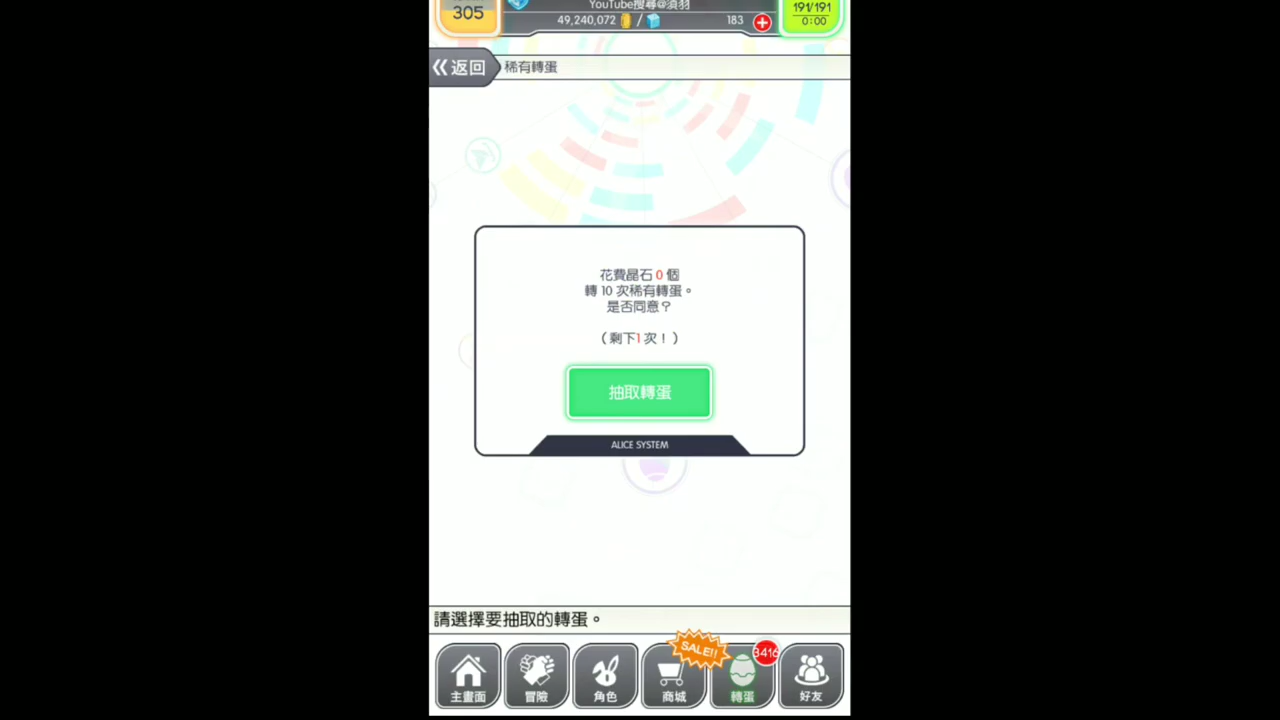 305
YouTube搜尋@須羽
49,240,072 /
183
191/191
0:00
返回
稀有轉蛋
花費晶石 0 個
轉 10 次稀有轉蛋。
是否同意？
（剩下1 次！）
抽取轉蛋
ALICE SYSTEM
請選擇要抽取的轉蛋。
SALE!!
3416
主畫面
冒險
角色
商城
轉蛋
好友